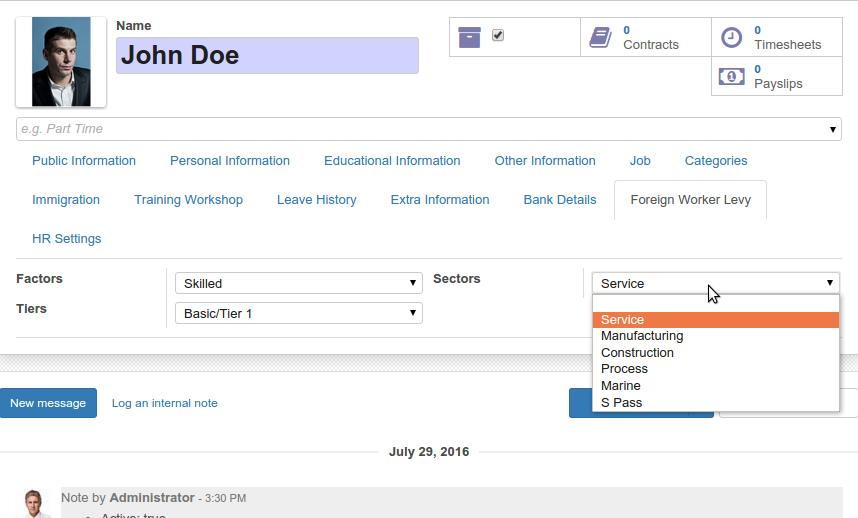 Name
John Doe
0
Contracts
0
Timesheets
0
Payslips
e.g. Part Time
Public Information Personal Information Educational Information Other Information Job Categories
Immigration Training Workshop Leave History Extra Information Bank Details Foreign Worker Levy
HR Settings
Factors Skilled Sectors Service
Tiers Basic/Tier 1
Service
Manufacturing
Construction
Process
Marine
S Pass
New message Log an internal note
July 29, 2016
Note by Administrator - 3:30 PM
Active: true